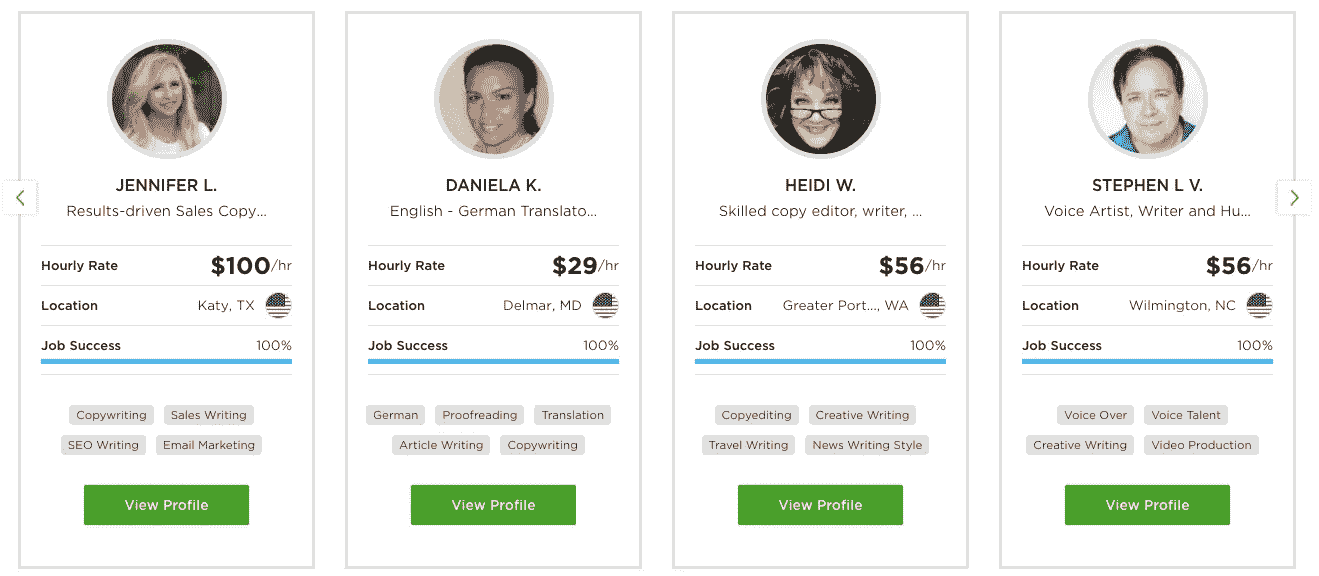 JENNIFER L.
Results-driven Sales Copy...
Hourly Rate $100/hr
Location Katy, TX
Job Success 100%
Copywriting Sales Writing
SEO Writing Email Marketing
View Profile
DANIELA K.
English - German Translato...
Hourly Rate $29/hr
Location Delmar, MD
Job Success 100%
German Proofreading Translation
Article Writing Copywriting
View Profile
HEIDI W.
Skilled copy editor, writer, ...
Hourly Rate $56/hr
Location Greater Port..., WA
Job Success 100%
Copyediting Creative Writing
Travel Writing News Writing Style
View Profile
STEPHEN L V.
Voice Artist, Writer and Hu...
Hourly Rate $56/hr
Location Wilmington, NC
Job Success 100%
Voice Over Voice Talent
Creative Writing Video Production
View Profile